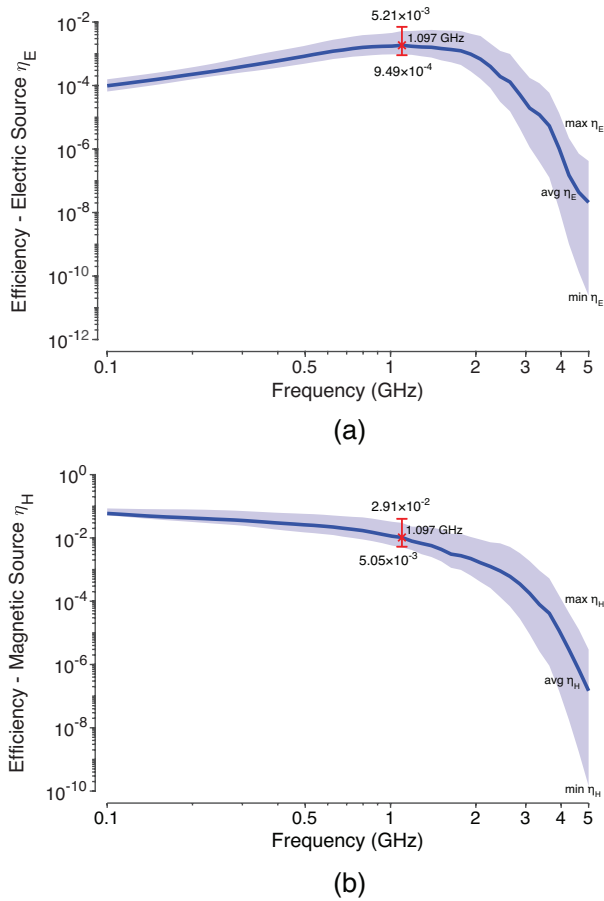 Efficiency - Electric Source η_E
10⁻²
10⁻⁴
10⁻⁶
10⁻⁸
10⁻¹⁰
10⁻¹²
5.21×10⁻³
1.097 GHz
9.49×10⁻⁴
max η_E
avg η_E
min η_E
0.1 0.5 1 2 3 4 5
Frequency (GHz)
(a)
Efficiency - Magnetic Source η_H
10⁰
10⁻²
10⁻⁴
10⁻⁶
10⁻⁸
10⁻¹⁰
2.91×10⁻²
1.097 GHz
5.05×10⁻³
max η_H
avg η_H
min η_H
0.1 0.5 1 2 3 4 5
Frequency (GHz)
(b)